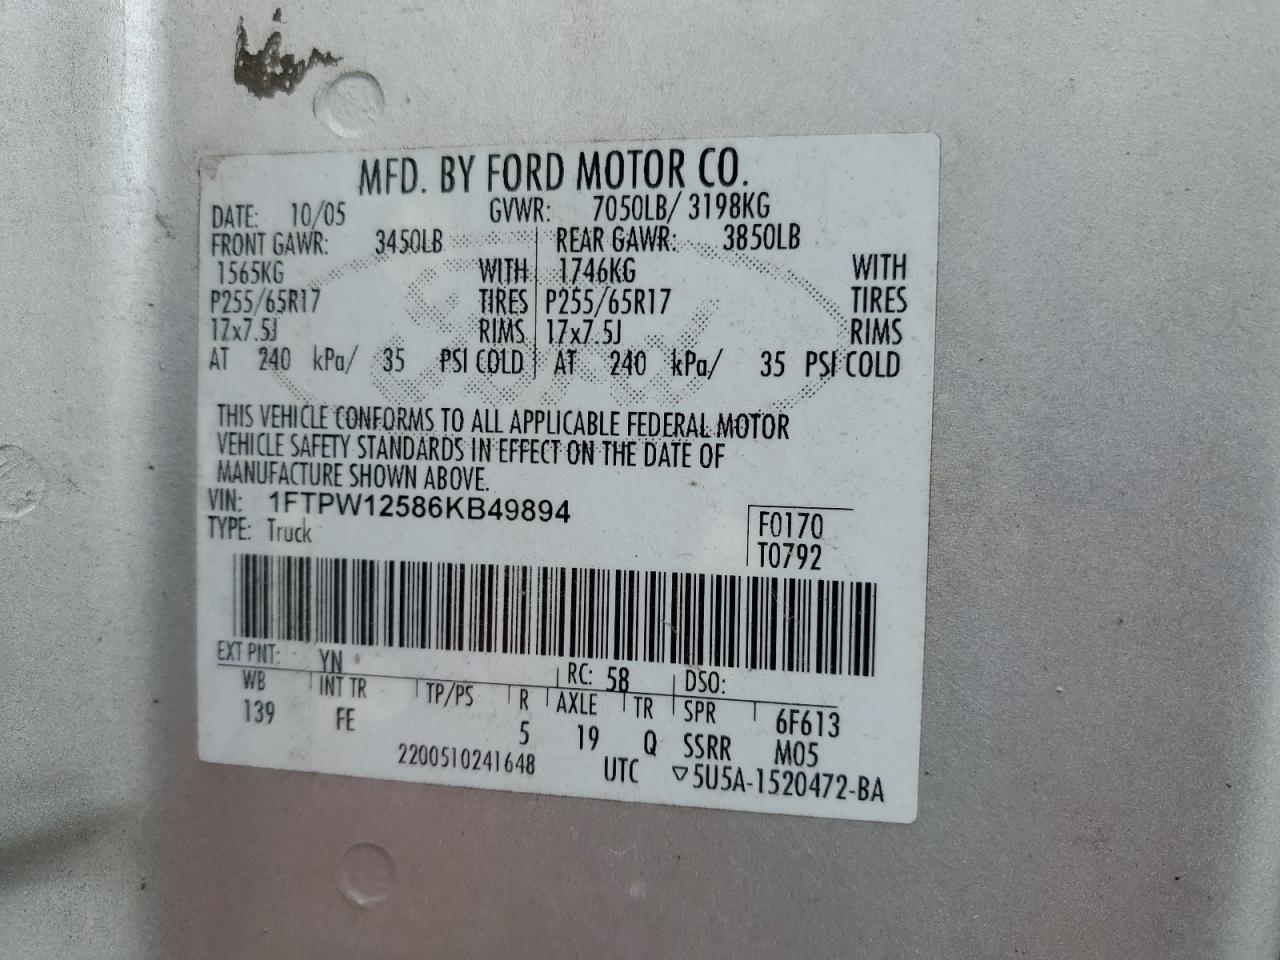 MFD. BY FORD MOTOR CO.
DATE: 10/05 GVWR: 7050LB/ 3198KG
FRONT GAWR: 3450LB REAR GAWR: 3850LB
1565KG WITH 1746KG WITH
P255/65R17 TIRES P255/65R17 TIRES
17x7.5J RIMS 17x7.5J RIMS
AT 240 kPa/ 35 PSI COLD AT 240 kPa/ 35 PSI COLD
THIS VEHICLE CONFORMS TO ALL APPLICABLE FEDERAL MOTOR
VEHICLE SAFETY STANDARDS IN EFFECT ON THE DATE OF
MANUFACTURE SHOWN ABOVE.
VIN: 1FTPW12586KB49894
TYPE: Truck
F0170
T0792
EXT PNT: YN RC: 58 DSO:
WB INT TR TP/PS R AXLE TR SPR 6F613
139 FE 5 19 Q SSRR M05
2200510241648 UTC ▽5U5A-1520472-BA